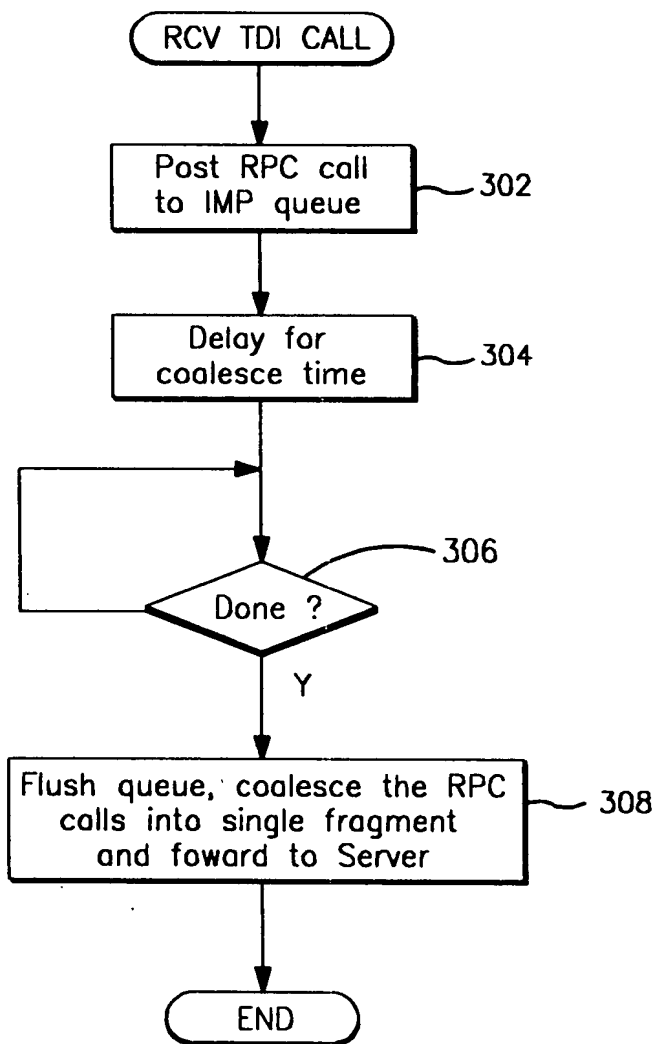 RCV TDI CALL
Post RPC call
to IMP queue
302
Delay for
coalesce time
304
306
Done ?
Y
Flush queue, coalesce the RPC
calls into single fragment
and foward to Server
308
END